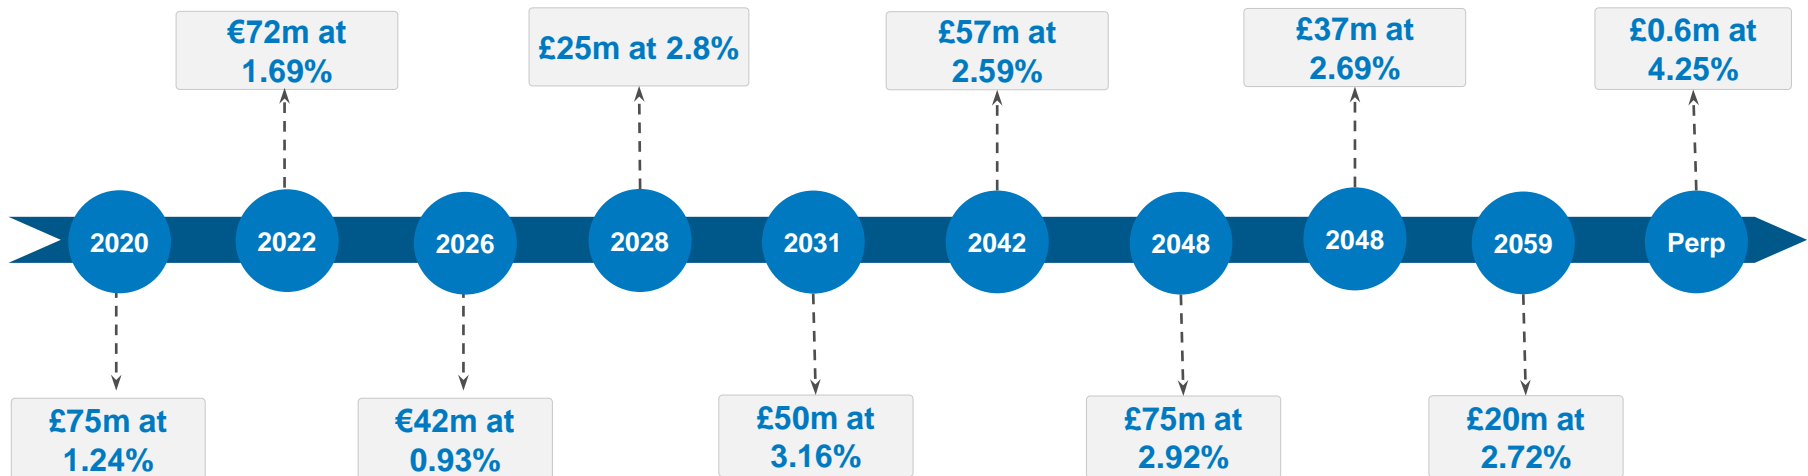 €72m at
1.69%
£25m at 2.8%
£57m at
2.59%
£37m at
2.69%
£0.6m at
4.25%
2020
2022
2026
2028
2031
2042
2048
2048
2059
Perp
£75m at
1.24%
€42m at
0.93%
£50m at
3.16%
£75m at
2.92%
£20m at
2.72%